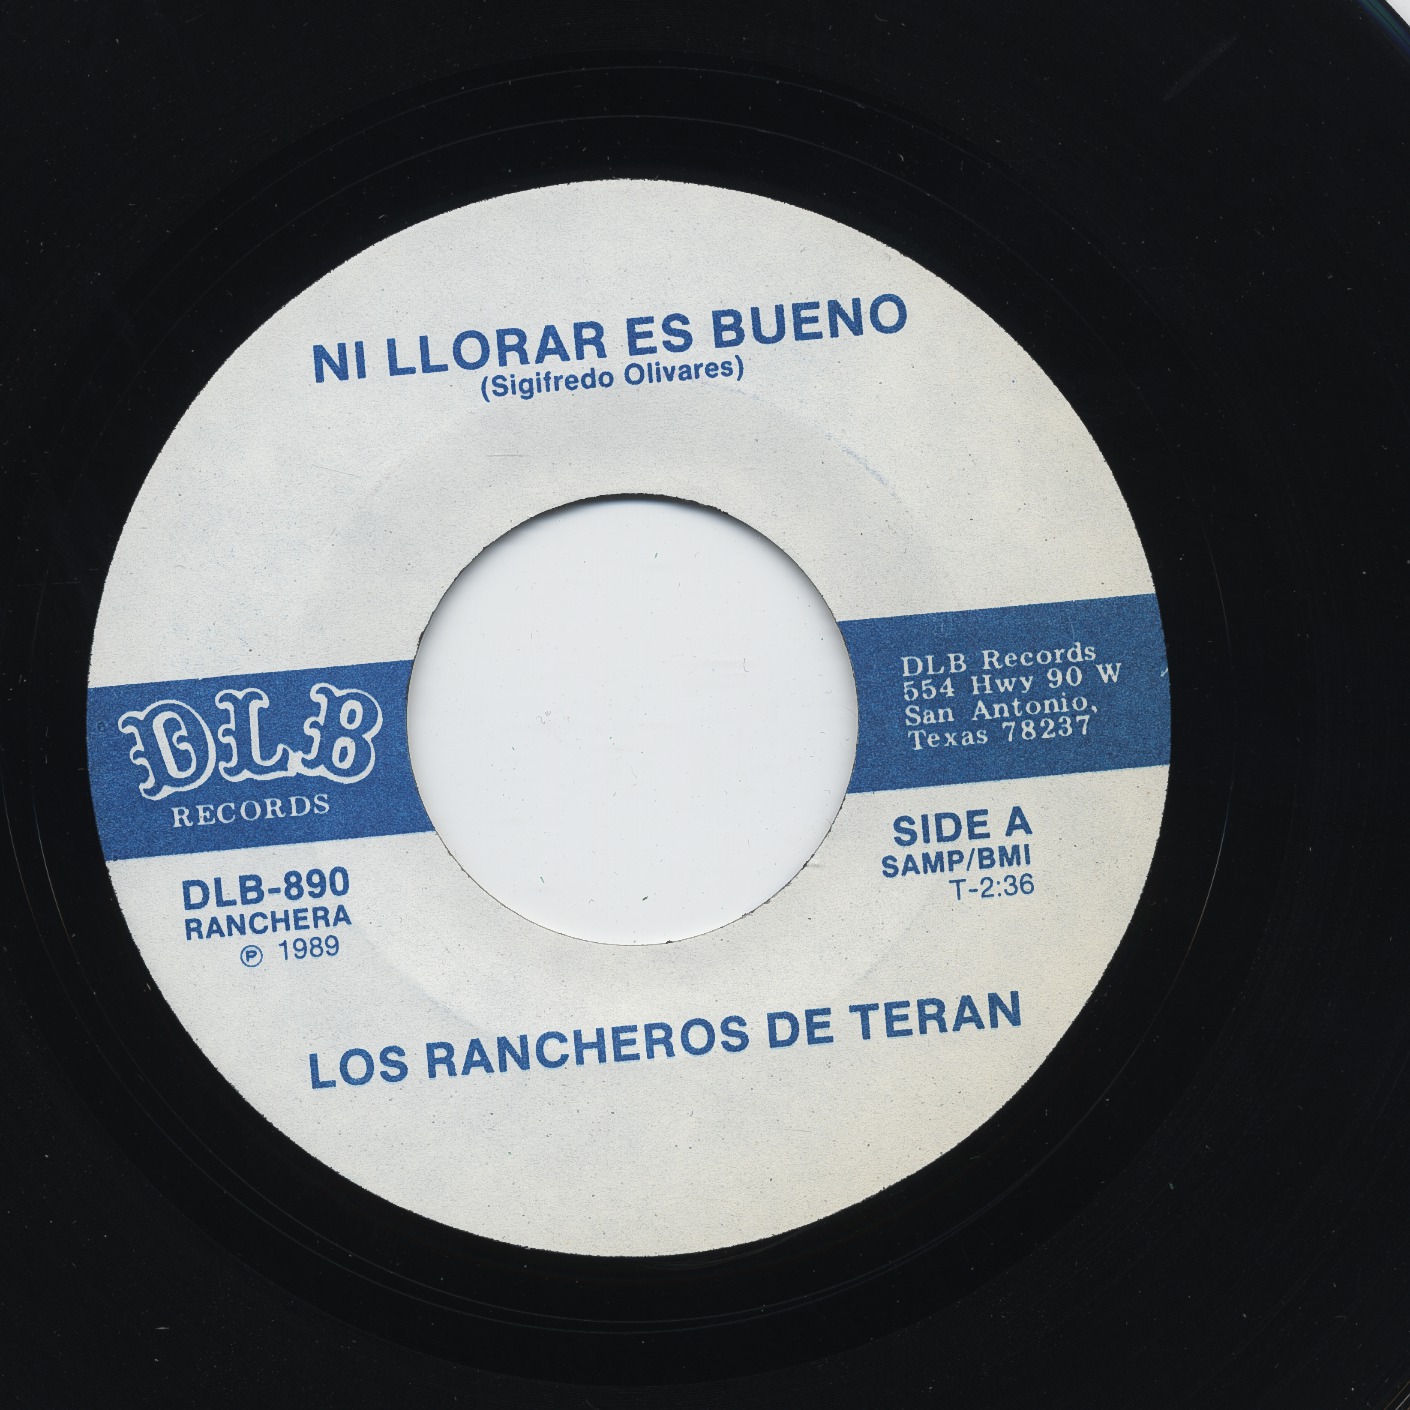 NI LLORAR ES BUENO
(Sigifredo Olivares)
DLB
RECORDS
DLB Records
554 Hwy 90 W
San Antonio,
Texas 78237
DLB-890
RANCHERA
℗ 1989
SIDE A
SAMP/BMI
T-2:36
LOS RANCHEROS DE TERAN